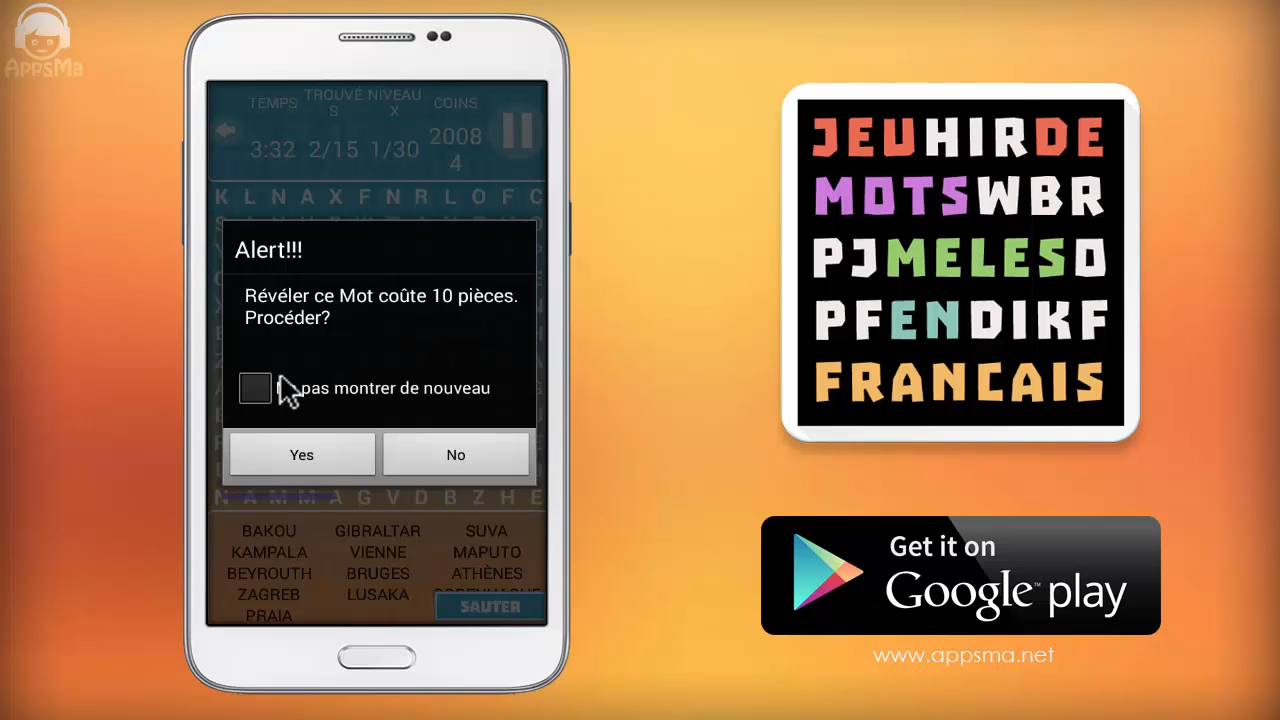 AppsMa
TEMPS
TROUVÉ
S
NIVEAU
X
COINS
3:32
2/15
1/30
2008
4
K L N A X F N R L O F C
Alert!!!
Révéler ce Mot coûte 10 pièces.
Procéder?
pas montrer de nouveau
Yes
No
N A M M A G V D B Z H E
BAKOU GIBRALTAR SUVA
KAMPALA VIENNE MAPUTO
BEYROUTH BRUGES ATHÈNES
ZAGREB LUSAKA
PRAIA
SAUTER
JEUHIRDE
MOTSWBR
PJMELESO
PFENDIKF
FRANCAIS
Get it on
Google play
www.appsma.net